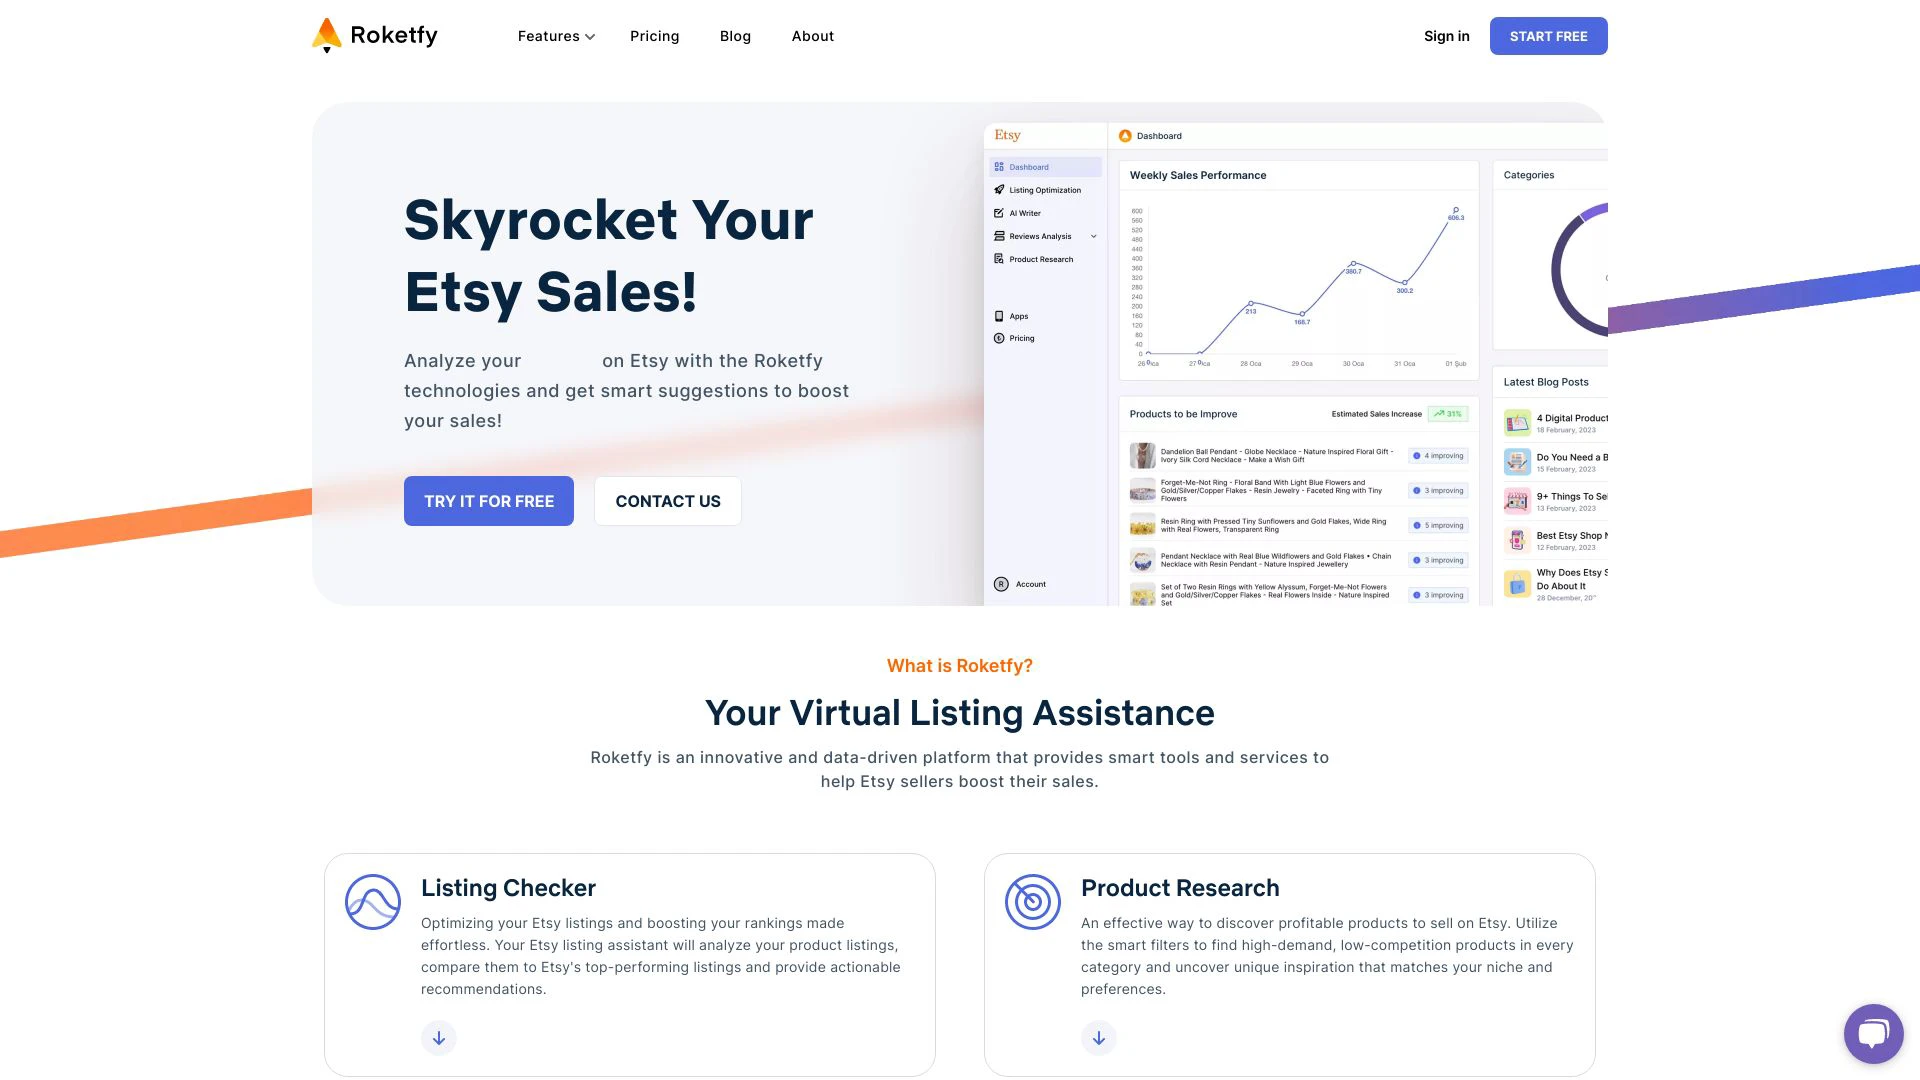 Roketfy
Features
Pricing
Blog
About
Sign in
START FREE
Skyrocket Your
Etsy Sales!
Analyze your on Etsy with the Roketfy
technologies and get smart suggestions to boost
your sales!
TRY IT FOR FREE
CONTACT US
Etsy
Dashboard
Listing Optimization
AI Writer
Reviews Analysis
Product Research
Apps
Pricing
R Account
Dashboard
Weekly Sales Performance
600
560
520
480
440
400
360
320
280
240
200
160
120
80
40
0
0
0
213
168.7
380.7
300.2
606.3
26 Oca
27 Oca
28 Oca
29 Oca
30 Oca
31 Oca
01 Şub
Products to be Improve
Estimated Sales Increase
31%
Dandelion Ball Pendant - Globe Necklace - Nature Inspired Floral Gift -
Ivory Silk Cord Necklace - Make a Wish Gift
4 improving
Forget-Me-Not Ring - Floral Band With Light Blue Flowers and
Gold/Silver/Copper Flakes - Resin Jewelry - Faceted Ring with Tiny
Flowers
3 improving
Resin Ring with Pressed Tiny Sunflowers and Gold Flakes, Wide Ring
with Real Flowers, Transparent Ring
5 improving
Pendant Necklace with Real Blue Wildflowers and Gold Flakes • Chain
Necklace with Resin Pendant - Nature Inspired Jewellery
3 improving
Set of Two Resin Rings with Yellow Alyssum, Forget-Me-Not Flowers
and Gold/Silver/Copper Flakes - Real Flowers Inside - Nature Inspired
Set
3 improving
Categories
Latest Blog Posts
4 Digital Product
18 February, 2023
Do You Need a B
15 February, 2023
9+ Things To Sel
13 February, 2023
Best Etsy Shop N
12 February, 2023
Why Does Etsy S
Do About It
28 December, 20
What is Roketfy?
Your Virtual Listing Assistance
Roketfy is an innovative and data-driven platform that provides smart tools and services to
help Etsy sellers boost their sales.
Listing Checker
Optimizing your Etsy listings and boosting your rankings made
effortless. Your Etsy listing assistant will analyze your product listings,
compare them to Etsy's top-performing listings and provide actionable
recommendations.
Product Research
An effective way to discover profitable products to sell on Etsy. Utilize
the smart filters to find high-demand, low-competition products in every
category and uncover unique inspiration that matches your niche and
preferences.